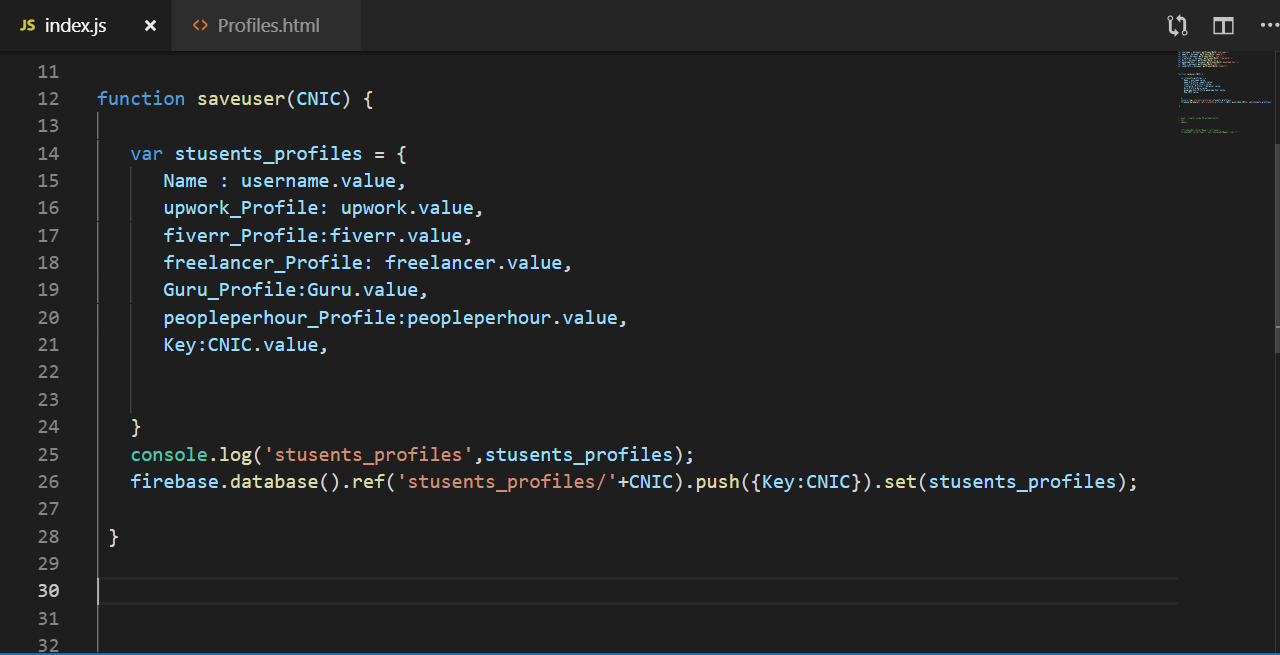 JS index.js × <> Profiles.html ...
11
12 function saveuser(CNIC) {
13
14 var stusents_profiles = {
15 Name : username.value,
16 upwork_Profile: upwork.value,
17 fiverr_Profile:fiverr.value,
18 freelancer_Profile: freelancer.value,
19 Guru_Profile:Guru.value,
20 peopleperhour_Profile:peopleperhour.value,
21 Key:CNIC.value,
22
23
24 }
25 console.log('stusents_profiles',stusents_profiles);
26 firebase.database().ref('stusents_profiles/'+CNIC).push({Key:CNIC}).set(stusents_profiles);
27
28 }
29
30
31
32